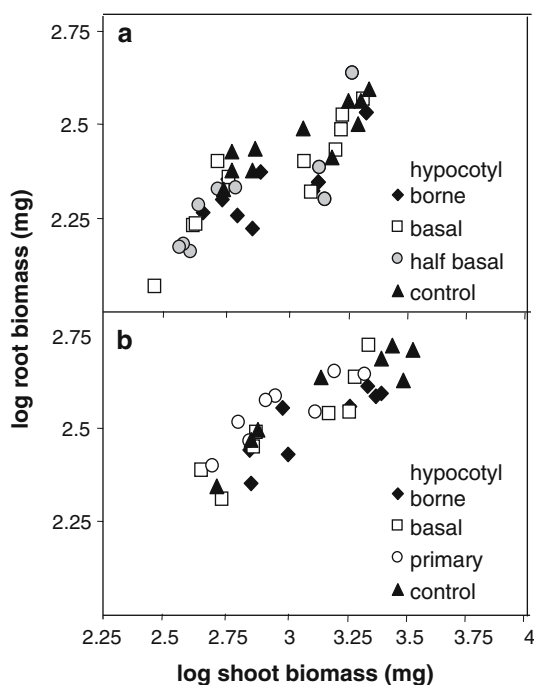 2.75
a
2.5
2.25
hypocotyl
borne
basal
half basal
control
log root biomass (mg)
2.75
b
2.5
2.25
hypocotyl
borne
basal
primary
control
2.25 2.5 2.75 3 3.25 3.5 4
log shoot biomass (mg)